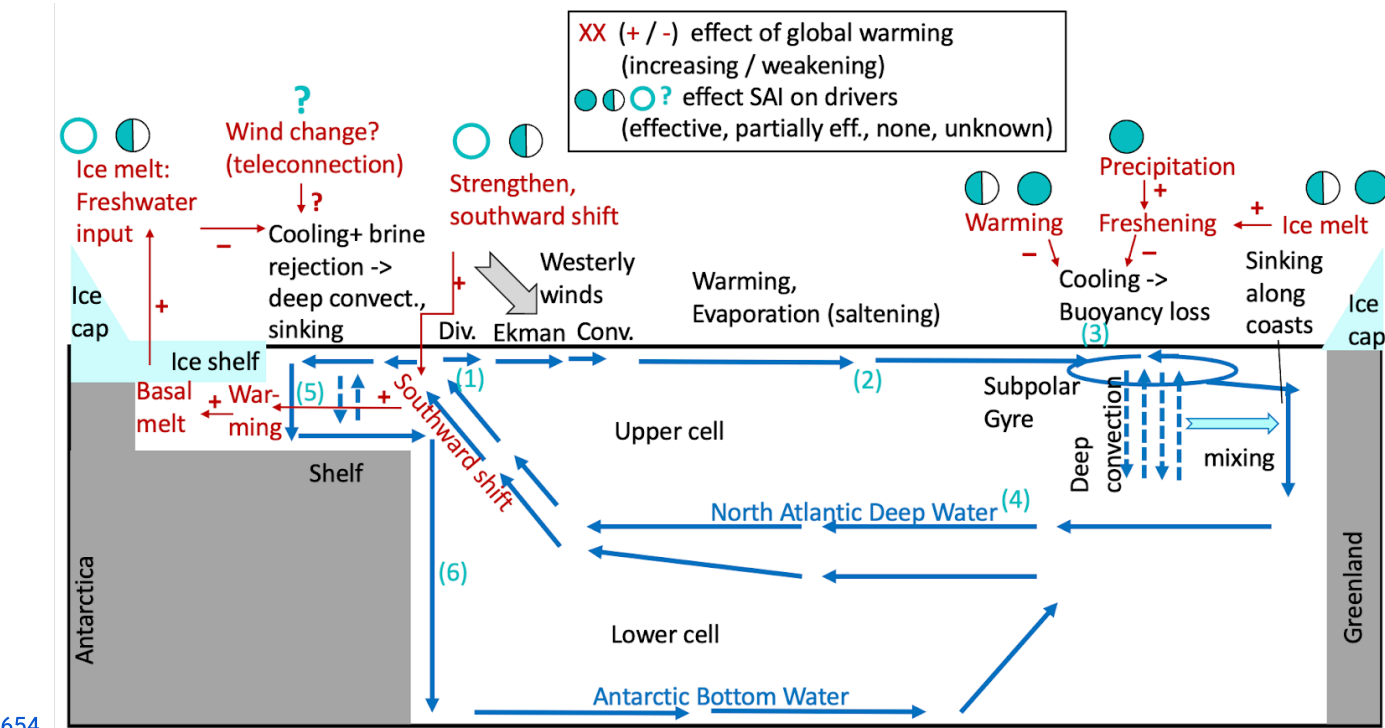 XX (+ / -) effect of global warming
(increasing / weakening)
? effect SAI on drivers
(effective, partially eff., none, unknown)
?
Wind change?
(teleconnection)
?
Ice melt:
Freshwater
input
–
+
Strengthen,
southward shift
+
Cooling+ brine
rejection ->
deep convect.,
sinking
Westerly
winds
Div. Ekman Conv.
Warming,
Evaporation (saltening)
Precipitation
+
Warming
–
Freshening
–
+
Ice melt
Cooling ->
Buoyancy loss
Sinking
along
coasts
Ice
cap
Ice shelf
Ice
cap
(1)
(2)
(3)
Basal
melt
+
War-
ming
(5)
+
Southward shift
Shelf
Upper cell
Subpolar
Gyre
Deep
convection
mixing
North Atlantic Deep Water (4)
(6)
Lower cell
Antarctic Bottom Water
Antarctica
Greenland
654